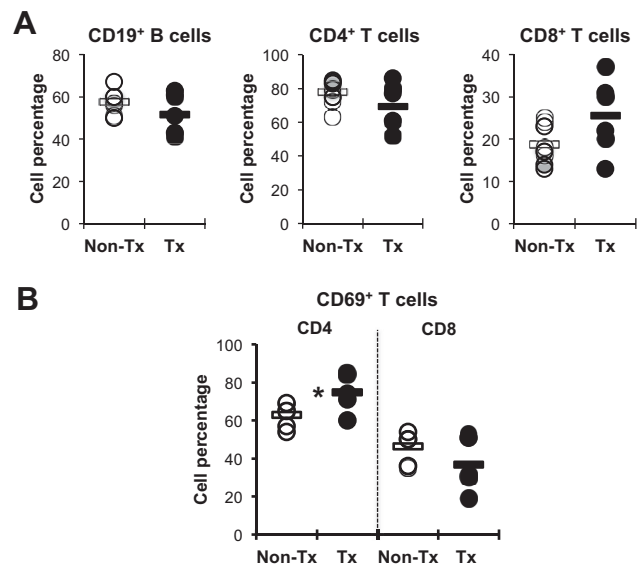 A
CD19⁺ B cells
Cell percentage
80
60
40
60
0
Non-Tx Tx
CD4⁺ T cells
Cell percentage
100
80
60
40
20
0
Non-Tx Tx
CD8⁺ T cells
Cell percentage
40
30
20
10
0
Non-Tx Tx
B
CD69⁺ T cells
CD4 CD8
Cell percentage
100
80
60
40
20
0
*
Non-Tx Tx Non-Tx Tx